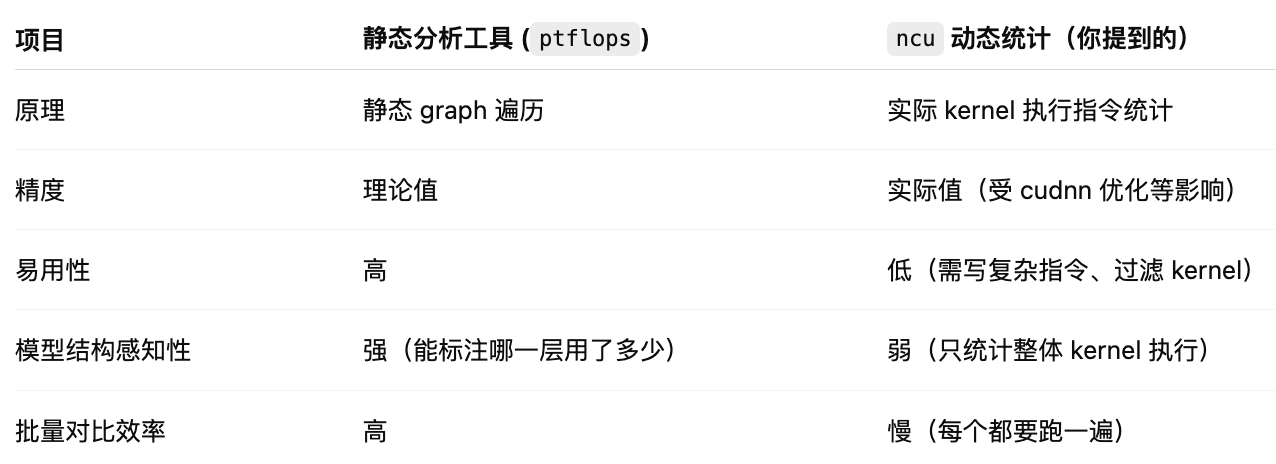 项目 静态分析工具 (ptflops) ncu 动态统计（你提到的）
原理 静态 graph 遍历 实际 kernel 执行指令统计
精度 理论值 实际值（受 cudnn 优化等影响）
易用性 高 低（需写复杂指令、过滤 kernel）
模型结构感知性 强（能标注哪一层用了多少） 弱（只统计整体 kernel 执行）
批量对比效率 高 慢（每个都要跑一遍）